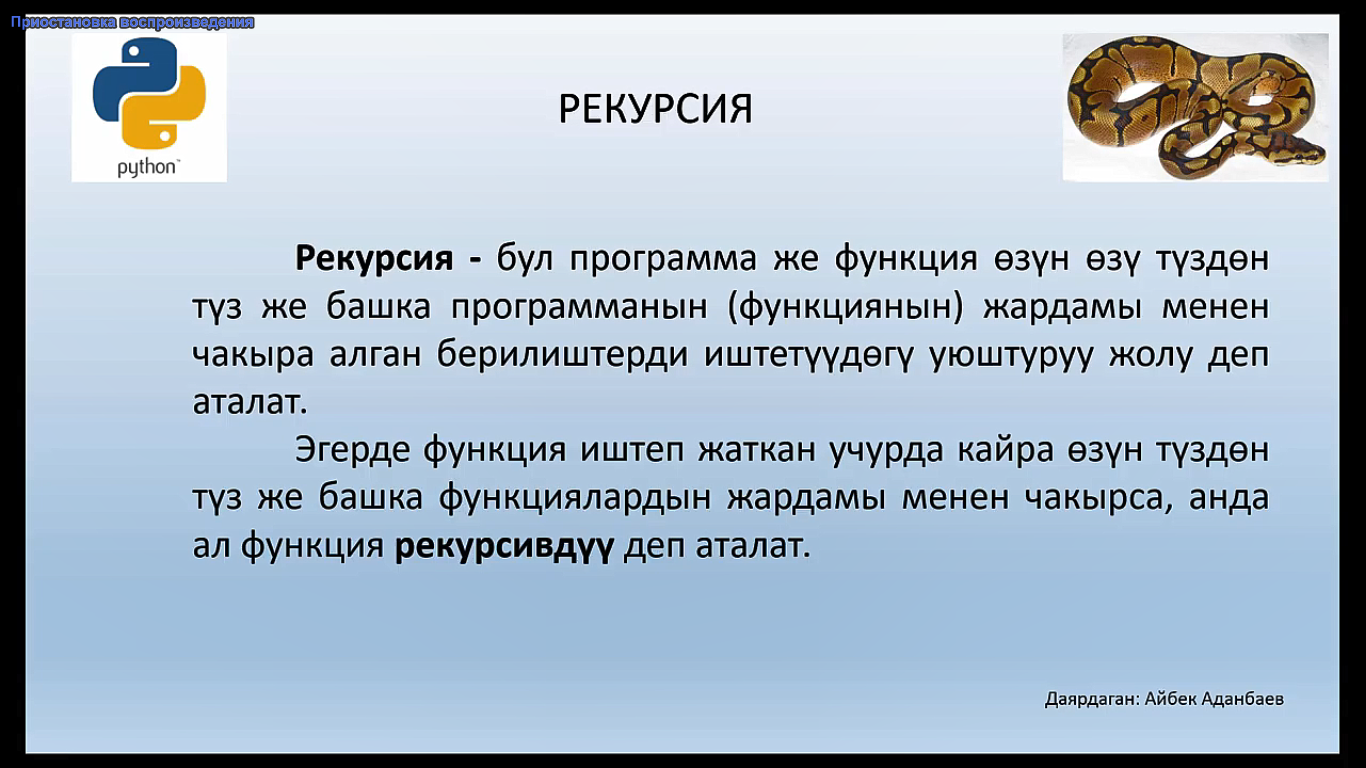 Приостановка воспроизведения
python™
РЕКУРСИЯ
Рекурсия - бул программа же функция өзүн өзү түздөн
түз же башка программанын (функциянын) жардамы менен
чакыра алган берилиштерди иштетүүдөгү уюштуруу жолу деп
аталат.
Эгерде функция иштеп жаткан учурда кайра өзүн түздөн
түз же башка функциялардын жардамы менен чакырса, анда
ал функция рекурсивдүү деп аталат.
Даярдаган: Айбек Аданбаев